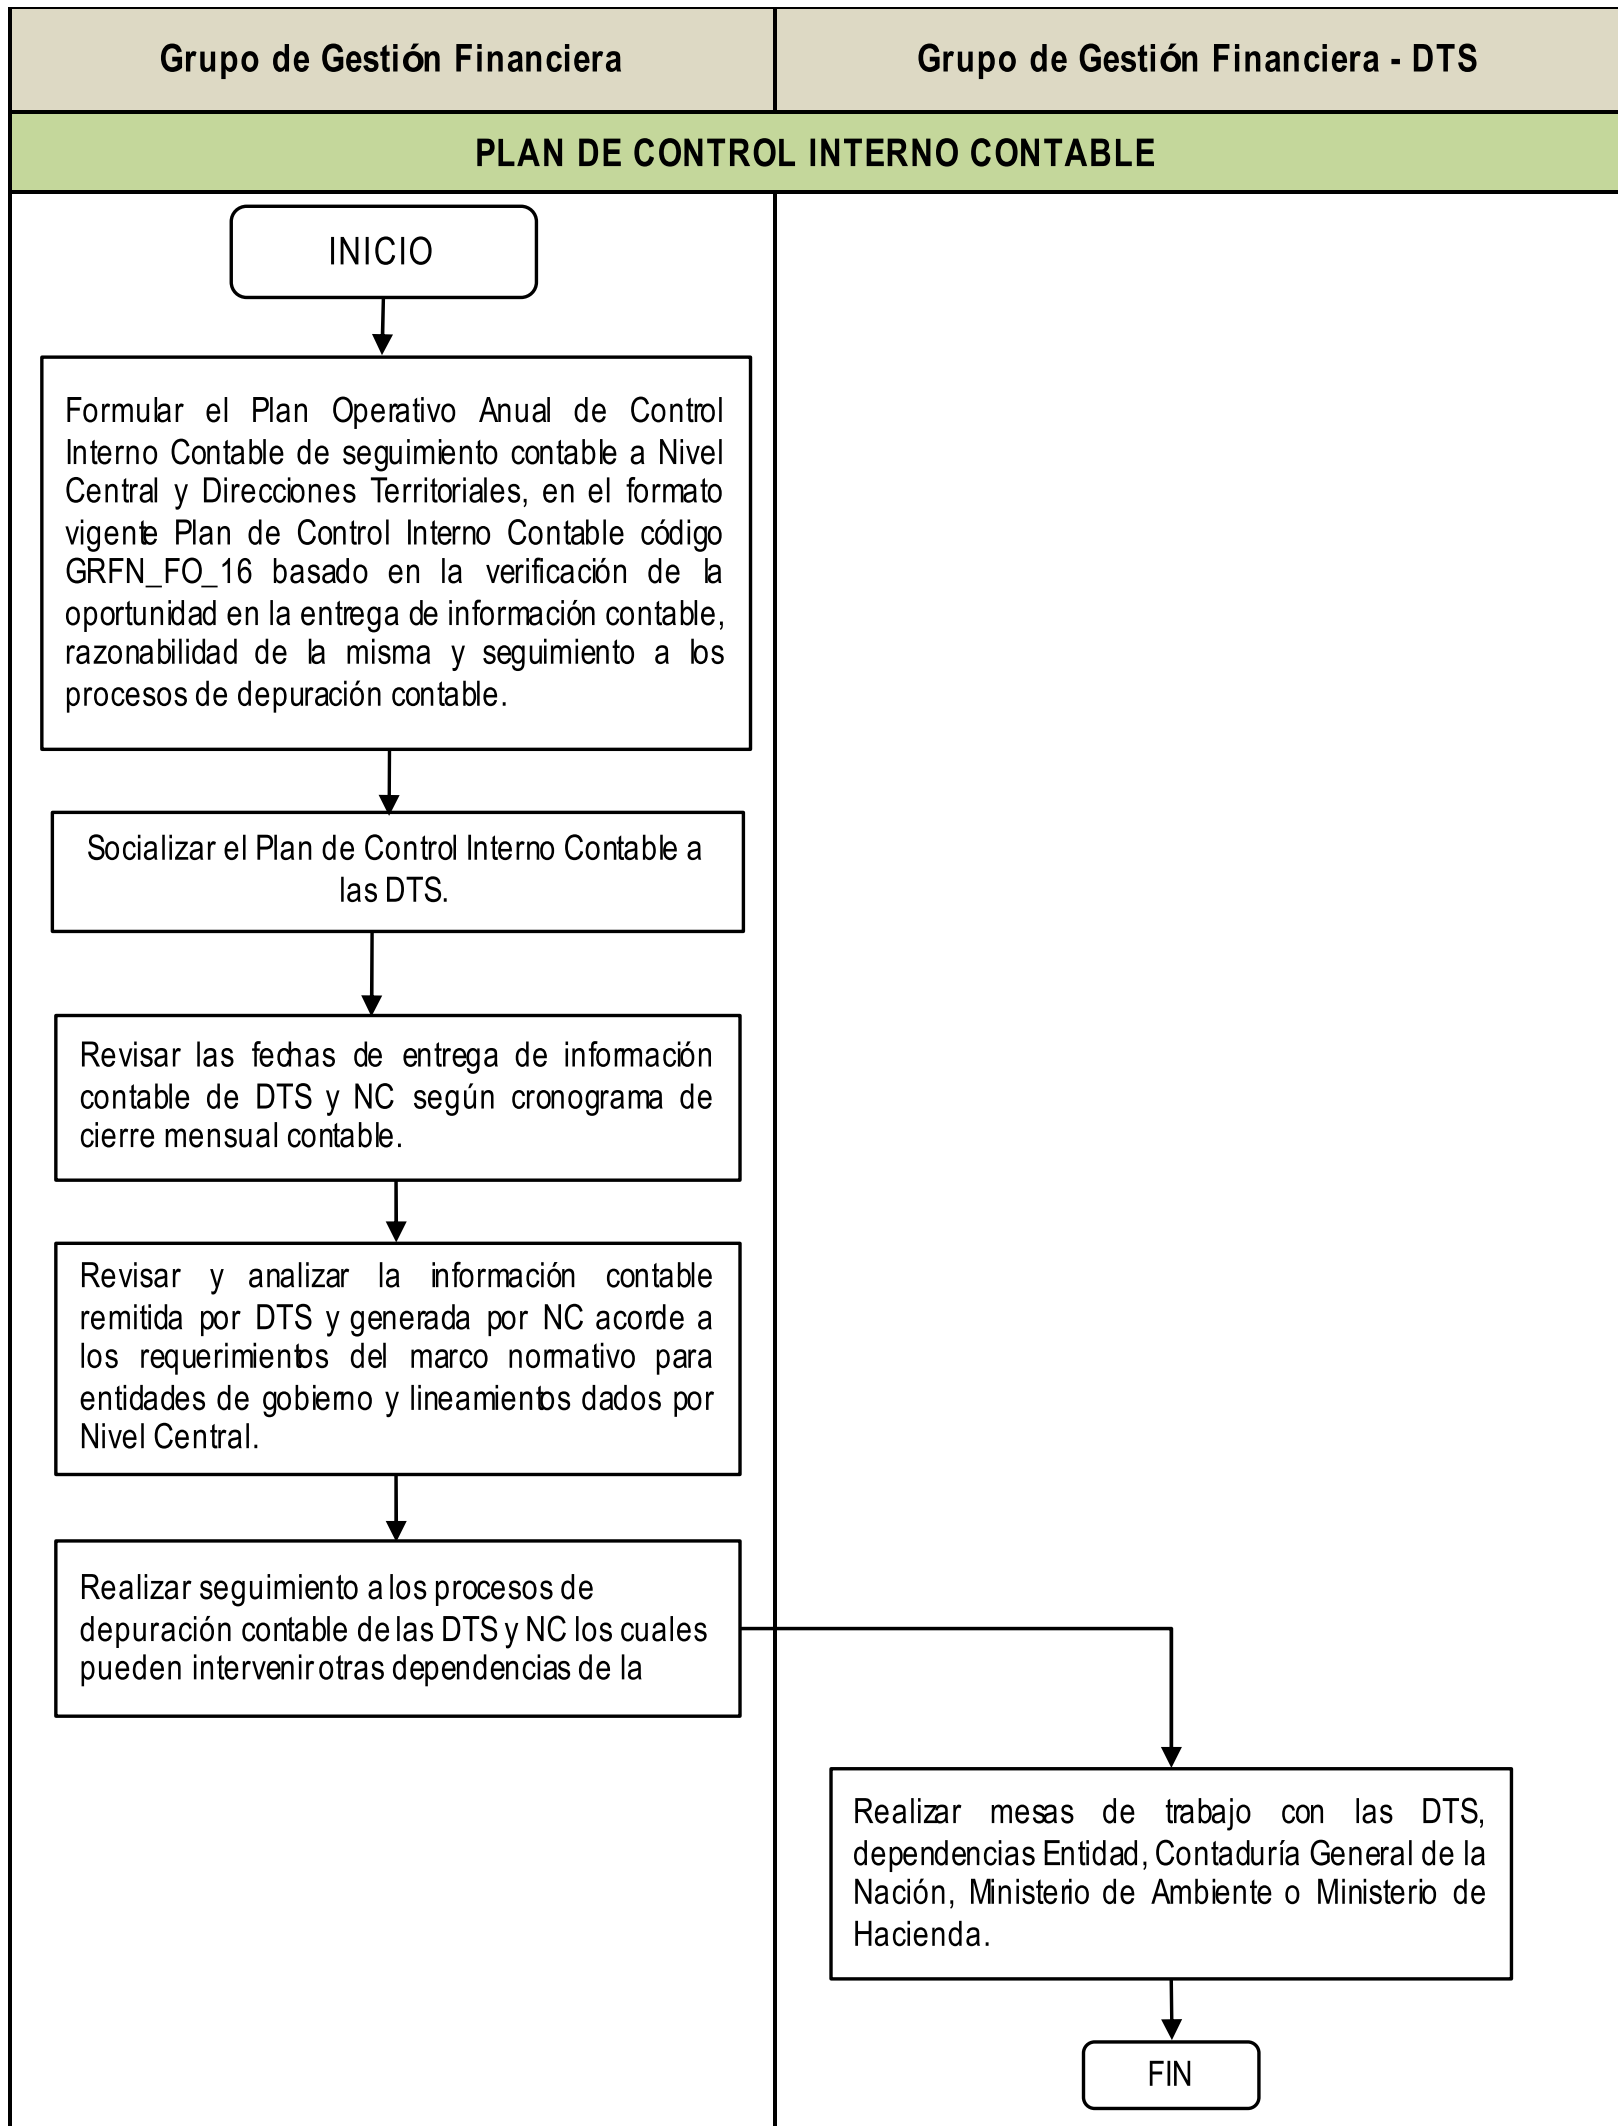 Grupo de Gestión Financiera
Grupo de Gestión Financiera - DTS
PLAN DE CONTROL INTERNO CONTABLE
INICIO
Formular el Plan Operativo Anual de Control
Interno Contable de seguimiento contable a Nivel
Central y Direcciones Territoriales, en el formato
vigente Plan de Control Interno Contable código
GRFN_FO_16 basado en la verificación de la
oportunidad en la entrega de información contable,
razonabilidad de la misma y seguimiento a los
procesos de depuración contable.
Socializar el Plan de Control Interno Contable a
las DTS.
Revisar las fechas de entrega de información
contable de DTS y NC según cronograma de
cierre mensual contable.
Revisar y analizar la información contable
remitida por DTS y generada por NC acorde a
los requerimientos del marco normativo para
entidades de gobierno y lineamientos dados por
Nivel Central.
Realizar seguimiento a los procesos de
depuración contable de las DTS y NC los cuales
pueden intervenir otras dependencias de la
Realizar mesas de trabajo con las DTS,
dependencias Entidad, Contaduría General de la
Nación, Ministerio de Ambiente o Ministerio de
Hacienda.
FIN